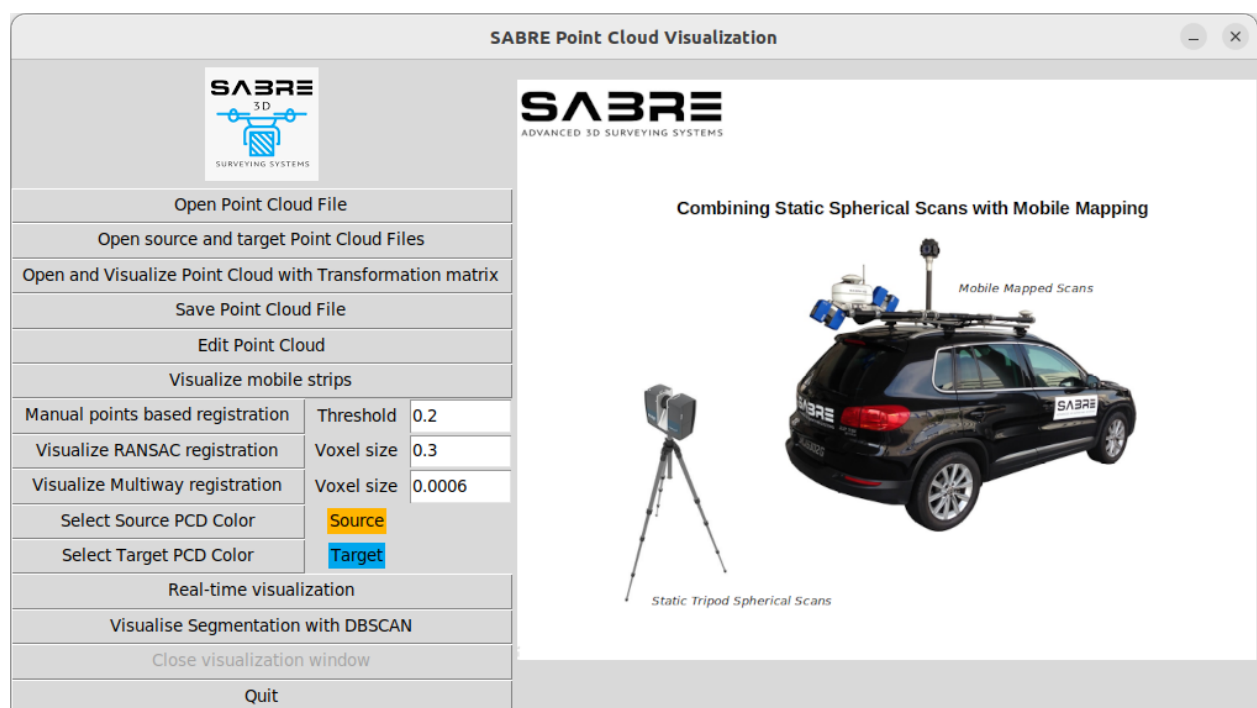 SABRE Point Cloud Visualization
SABRE
3D
SURVEYING SYSTEMS
Open Point Cloud File
Open source and target Point Cloud Files
Open and Visualize Point Cloud with Transformation matrix
Save Point Cloud File
Edit Point Cloud
Visualize mobile strips
Manual points based registration Threshold 0.2
Visualize RANSAC registration Voxel size 0.3
Visualize Multiway registration Voxel size 0.0006
Select Source PCD Color Source
Select Target PCD Color Target
Real-time visualization
Visualise Segmentation with DBSCAN
Close visualization window
Quit
SABRE
ADVANCED 3D SURVEYING SYSTEMS
Combining Static Spherical Scans with Mobile Mapping
Mobile Mapped Scans
SABRE
SABRE
Static Tripod Spherical Scans